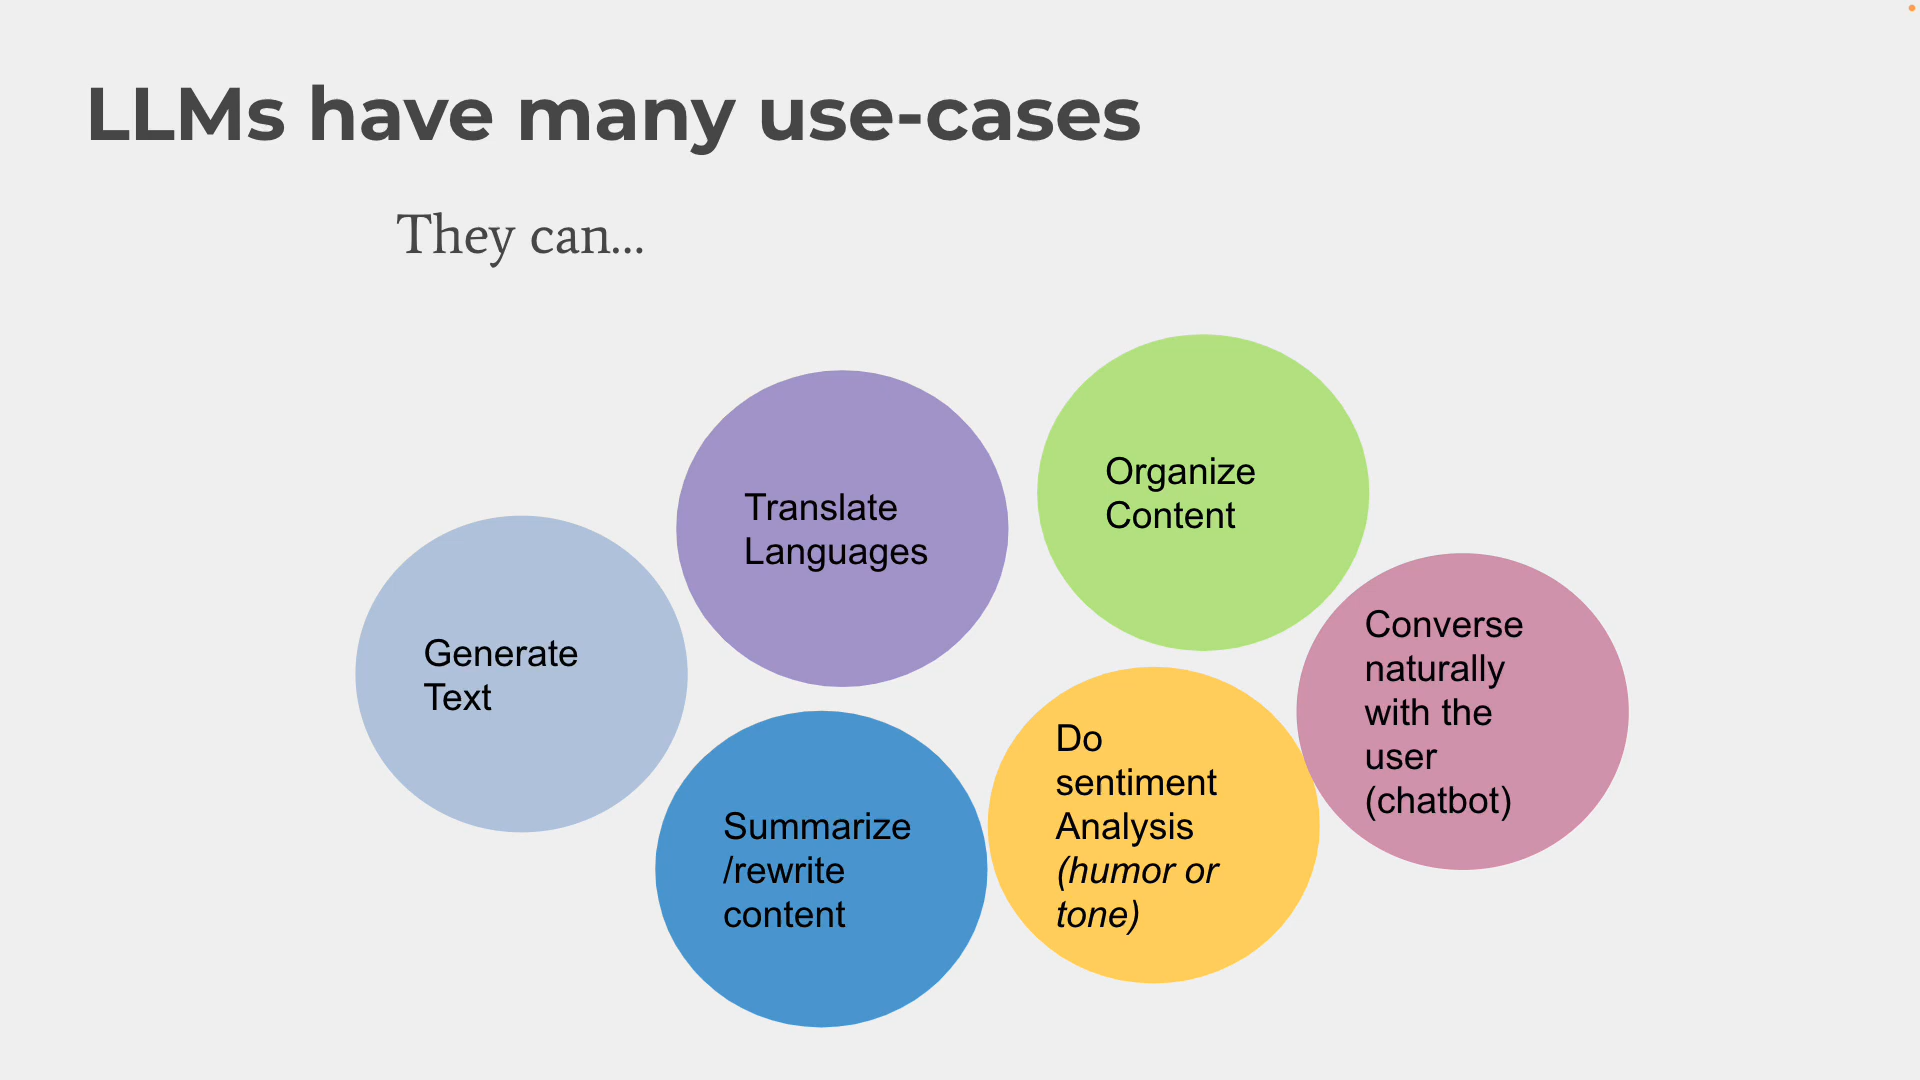 LLMs have many use-cases
They can...
Generate
Text
Translate
Languages
Organize
Content
Summarize
/rewrite
content
Do
sentiment
Analysis
(humor or
tone)
Converse
naturally
with the
user
(chatbot)